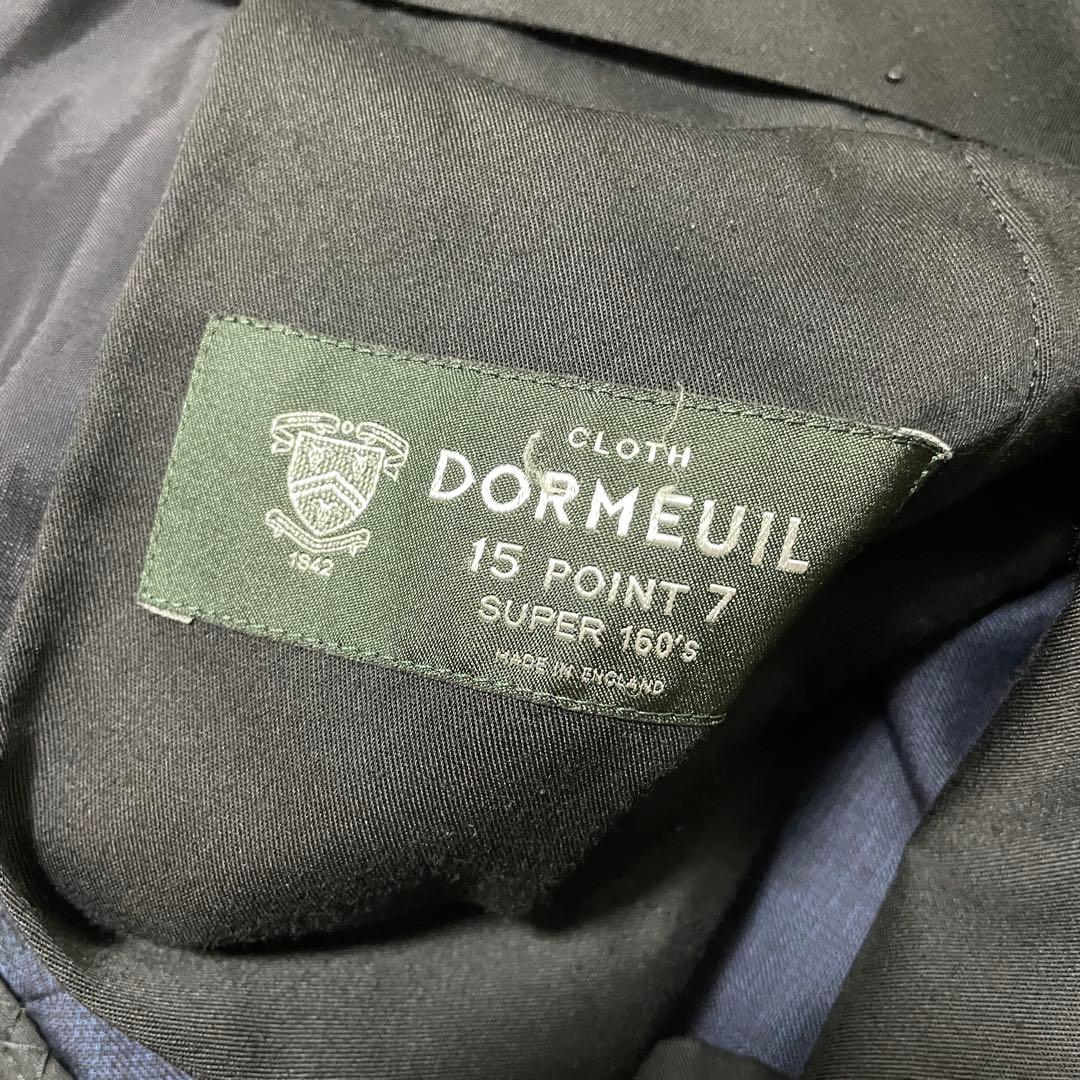 CLOTH
DORMEUIL
15 POINT 7
SUPER 160'S
MADE IN ENGLAND
1842